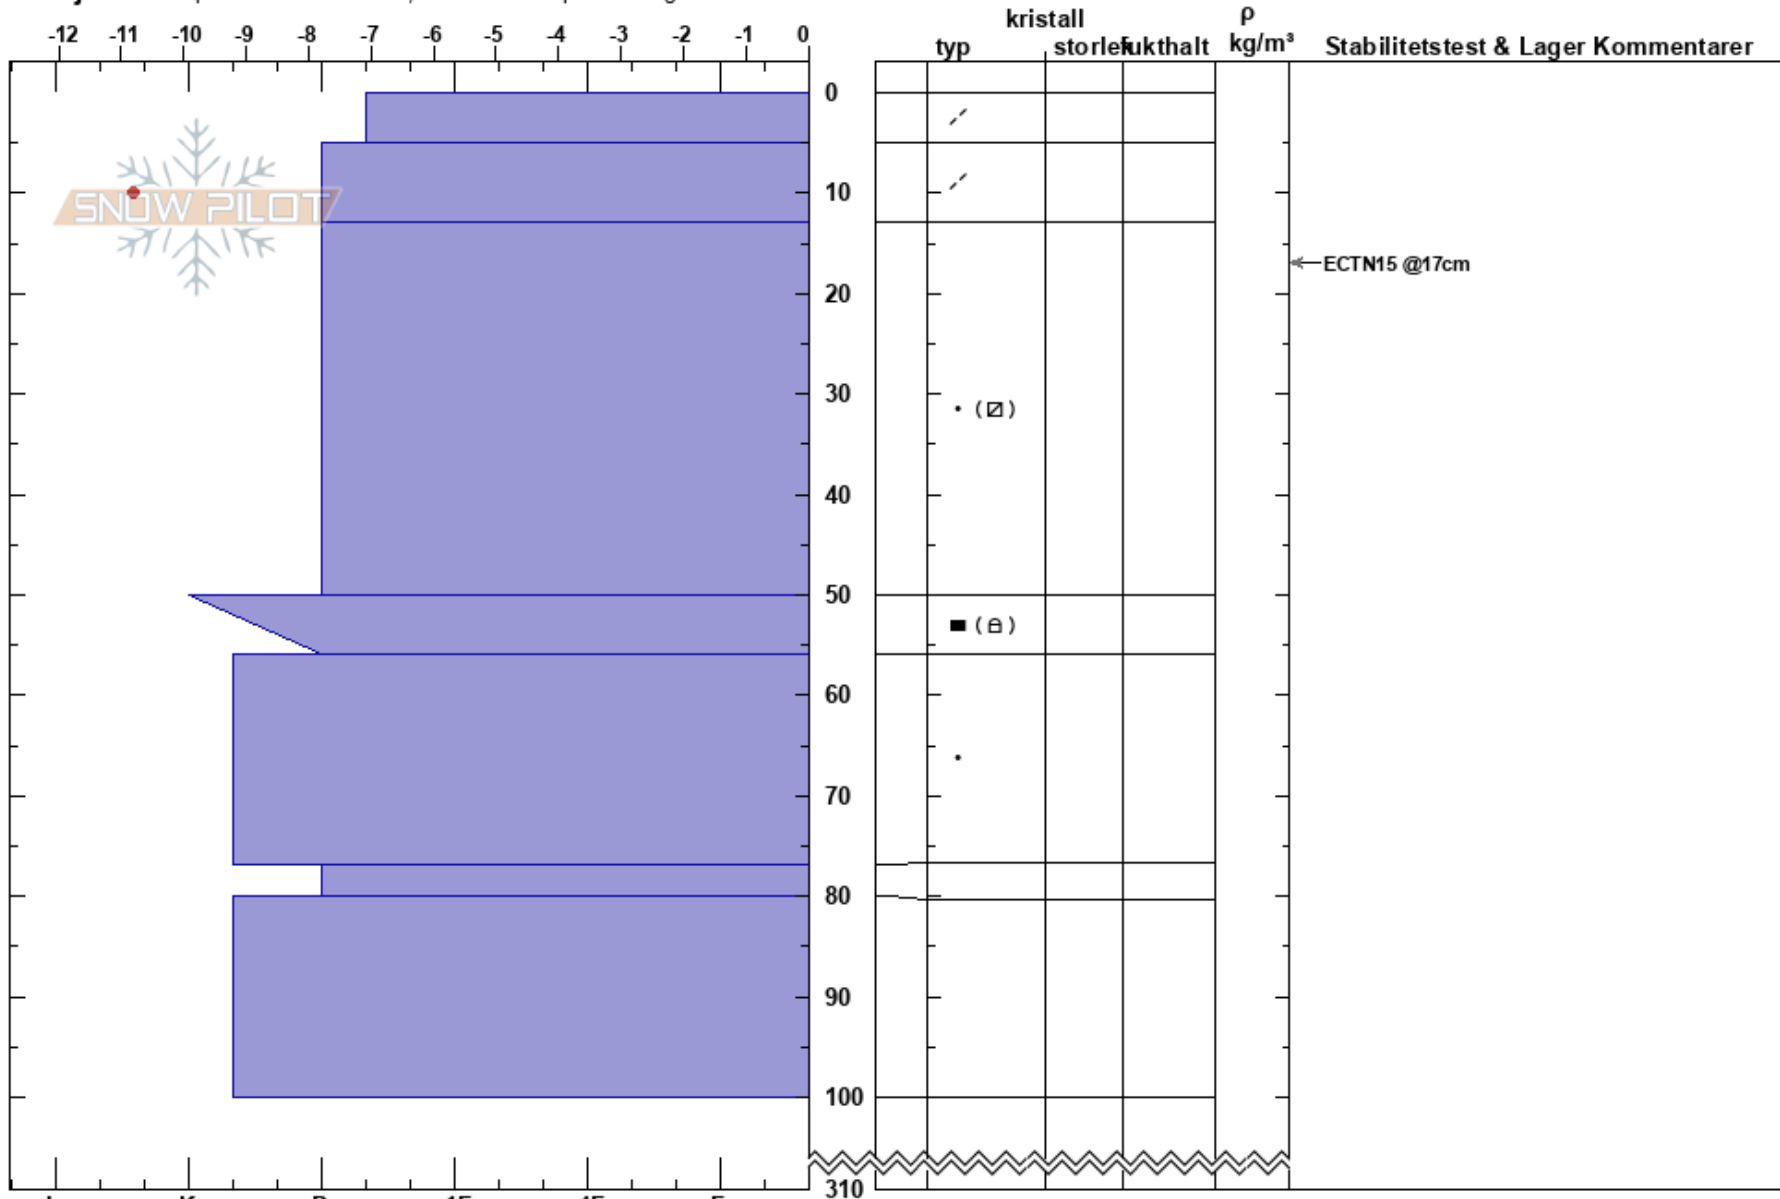 -12 -11 -10 -9 -8 -7 -6 -5 -4 -3 -2 -1 0
kristall
typ storlek fukthalt
ρ
kg/m³
Stabilitetstest & Lager Kommentarer
0
10
SNOW PILOT
ECTN15 @17cm
20
30
( )
40
50
( )
60
70
80
90
100
310